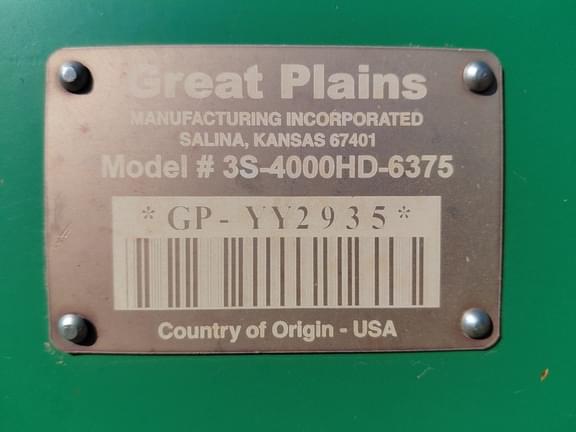 Great Plains
MANUFACTURING INCORPORATED
SALINA, KANSAS 67401
Model # 3S-4000HD-6375
*GP-YY2935*
Country of Origin - USA